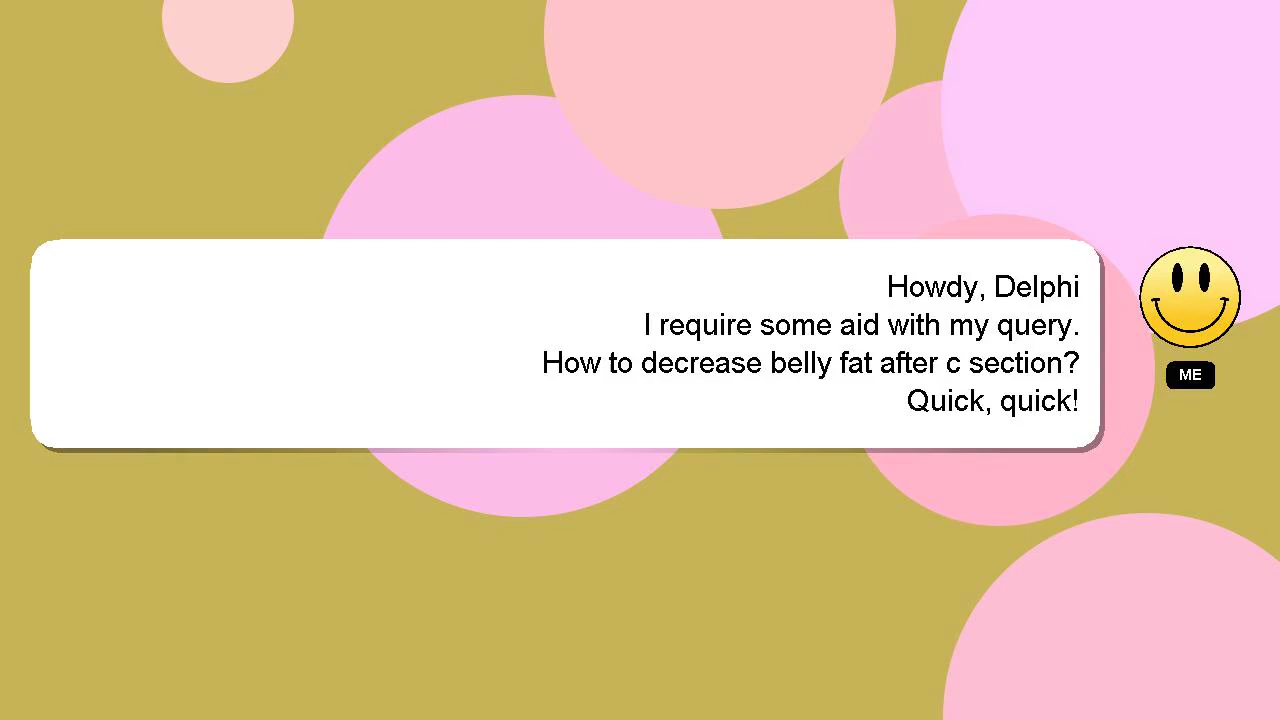 Howdy, Delphi
I require some aid with my query.
How to decrease belly fat after c section?
Quick, quick!
ME